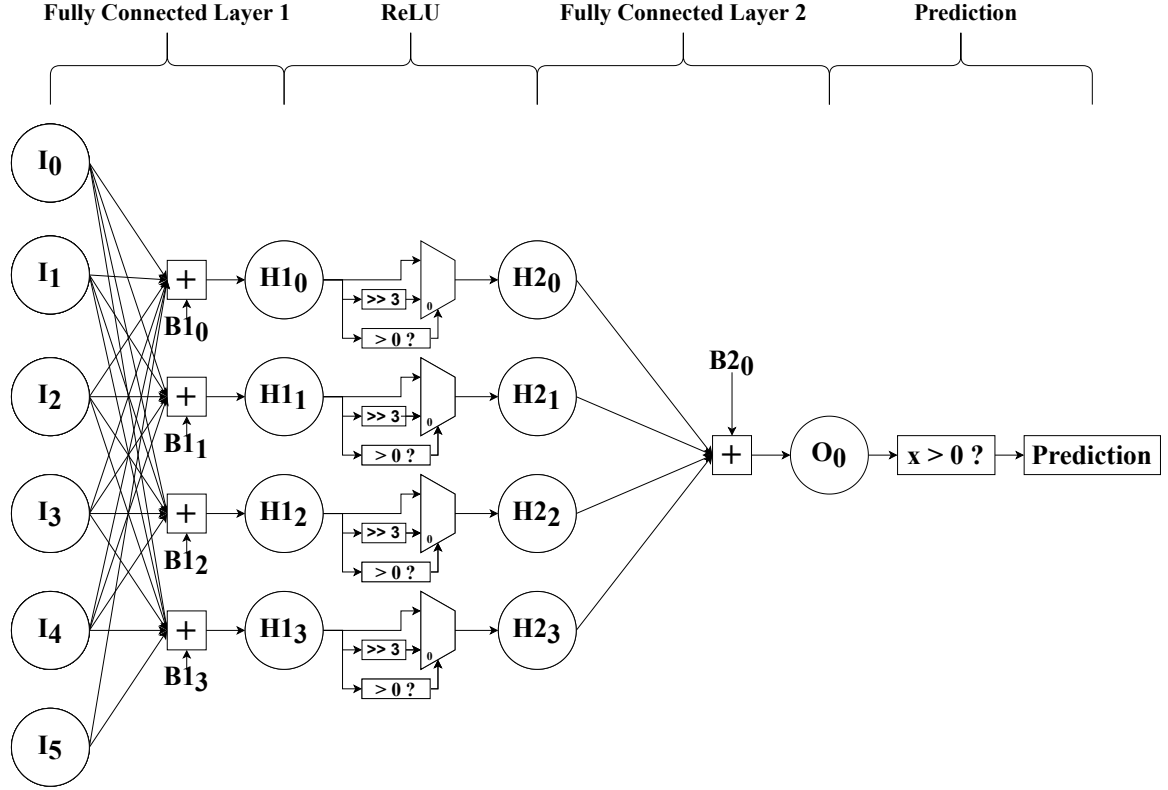 Fully Connected Layer 1
ReLU
Fully Connected Layer 2
Prediction
I0
I1
I2
I3
I4
I5
+
B10
+
B11
+
B12
+
B13
H10
H11
H12
H13
>> 3
0
> 0 ?
>> 3
0
> 0 ?
>> 3
0
> 0 ?
>> 3
0
> 0 ?
H20
H21
H22
H23
B20
+
O0
x > 0 ?
Prediction